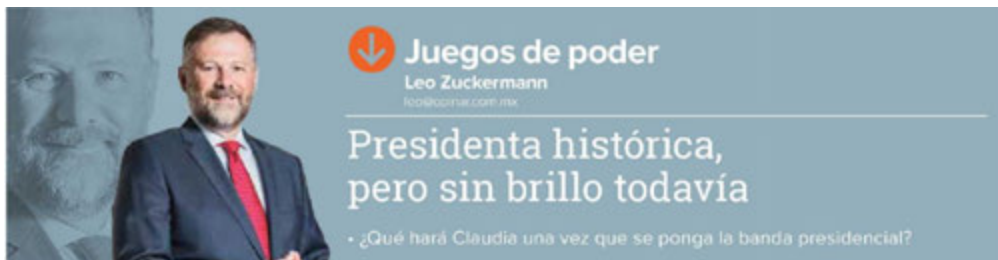 Juegos de poder
Leo Zuckermann
leo@opinar.com.mx
Presidenta histórica,
pero sin brillo todavía
• ¿Qué hará Claudia una vez que se ponga la banda presidencial?